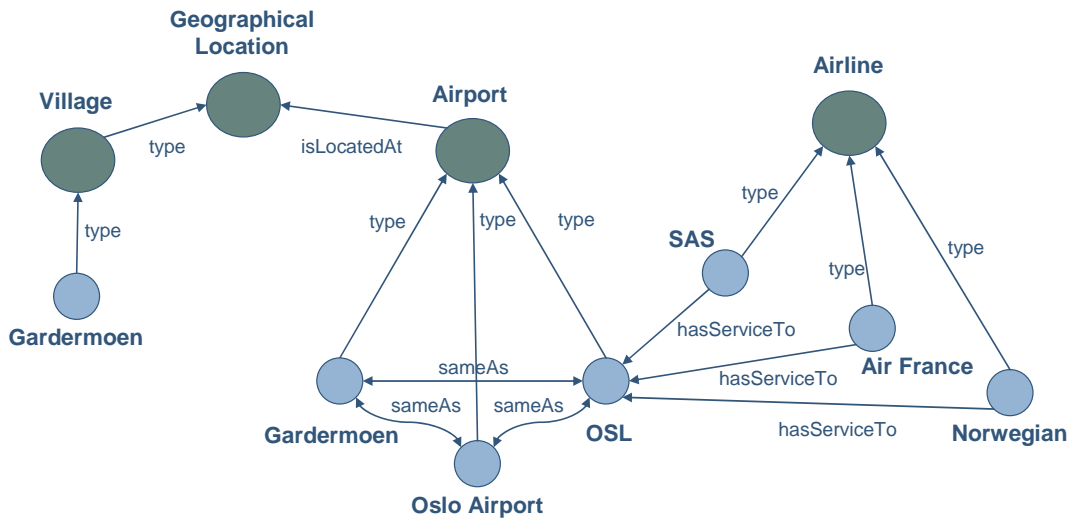 Geographical
Location
Airline
Village
Airport
type
isLocatedAt
type
type
type
type
type
SAS
type
type
Gardermoen
hasServiceTo
sameAs
Air France
hasServiceTo
sameAs
sameAs
Gardermoen
OSL
hasServiceTo
Norwegian
Oslo Airport